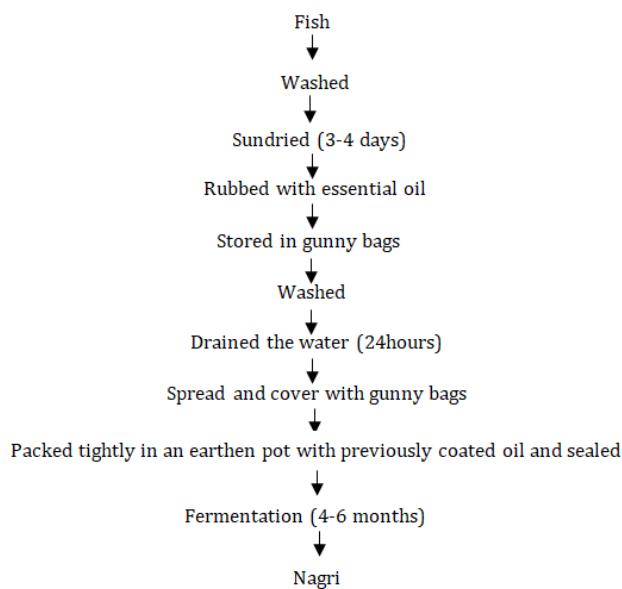 Fish
Washed
Sundried (3-4 days)
Rubbed with essential oil
Stored in gunny bags
Washed
Drained the water (24hours)
Spread and cover with gunny bags
Packed tightly in an earthen pot with previously coated oil and sealed
Fermentation (4-6 months)
Nagri